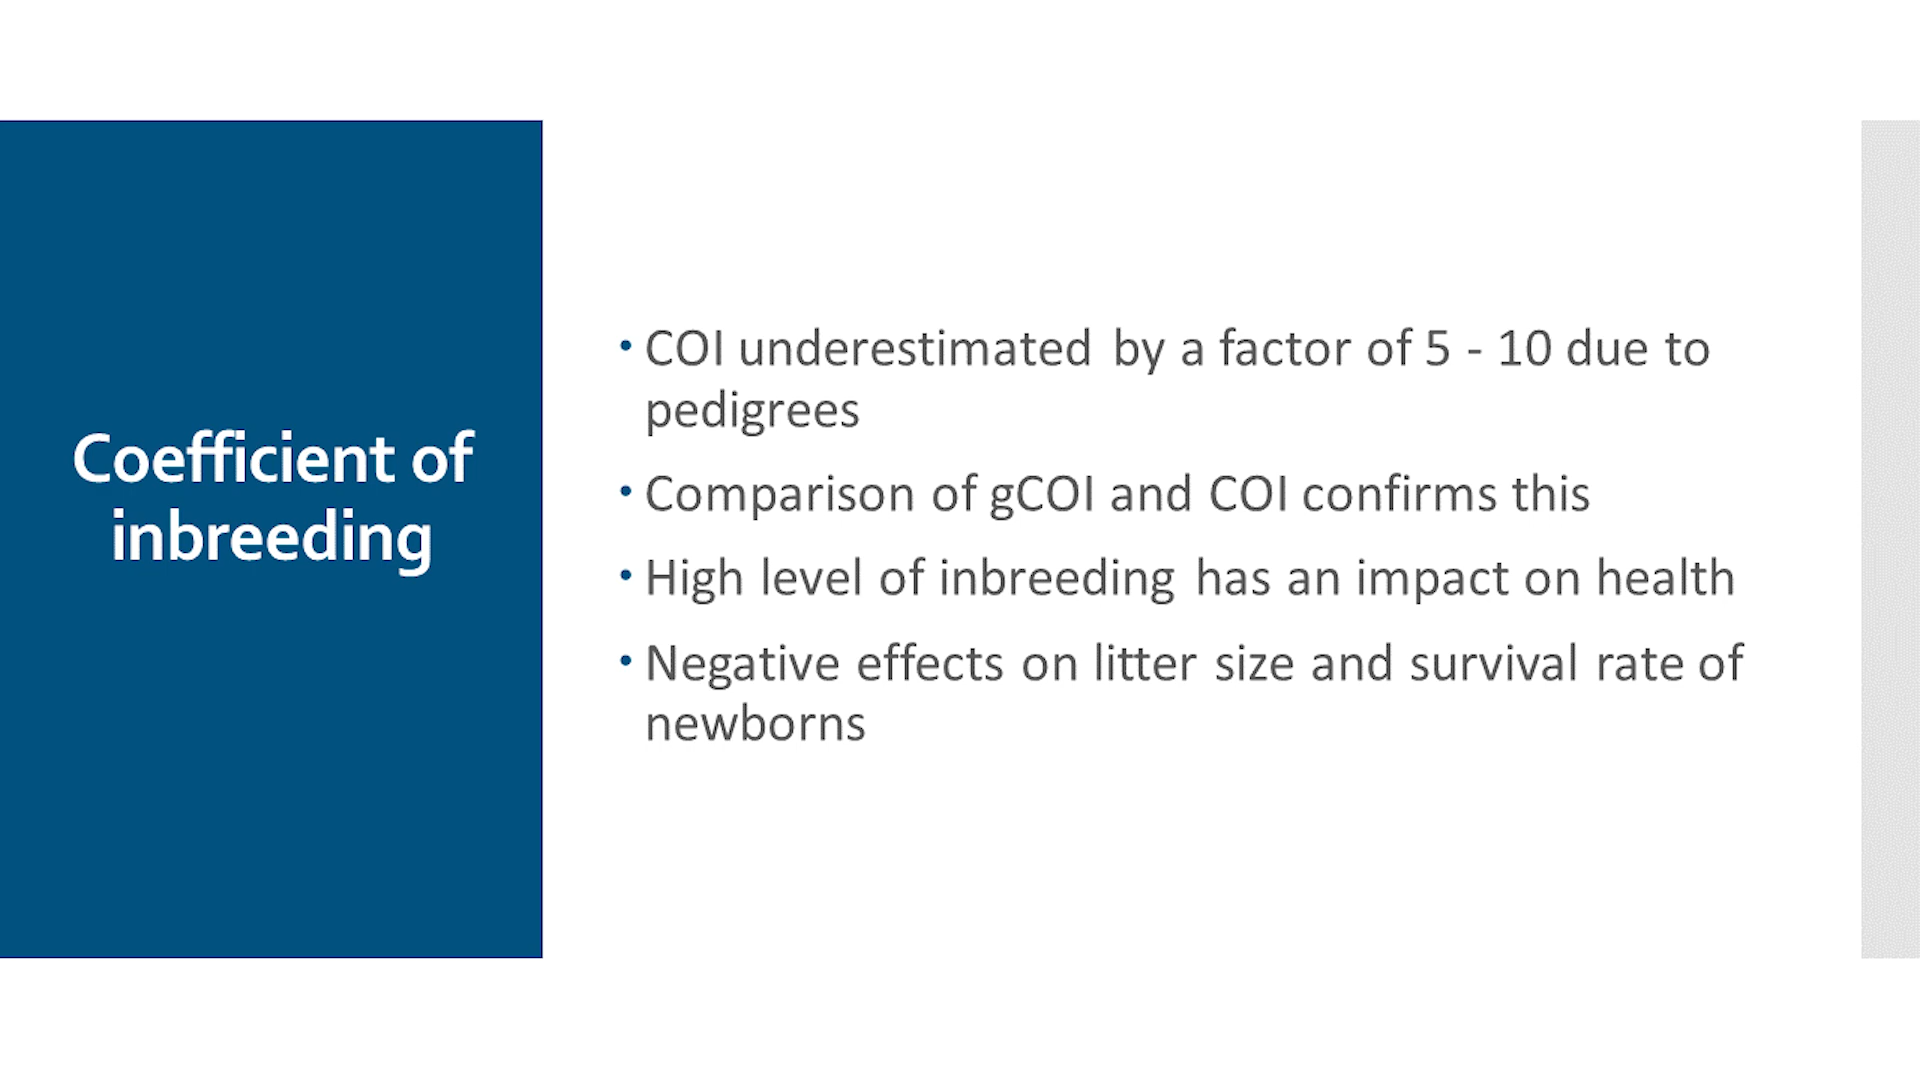 Coefficient of
inbreeding
• COI underestimated by a factor of 5 - 10 due to
pedigrees
• Comparison of gCOI and COI confirms this
• High level of inbreeding has an impact on health
• Negative effects on litter size and survival rate of
newborns